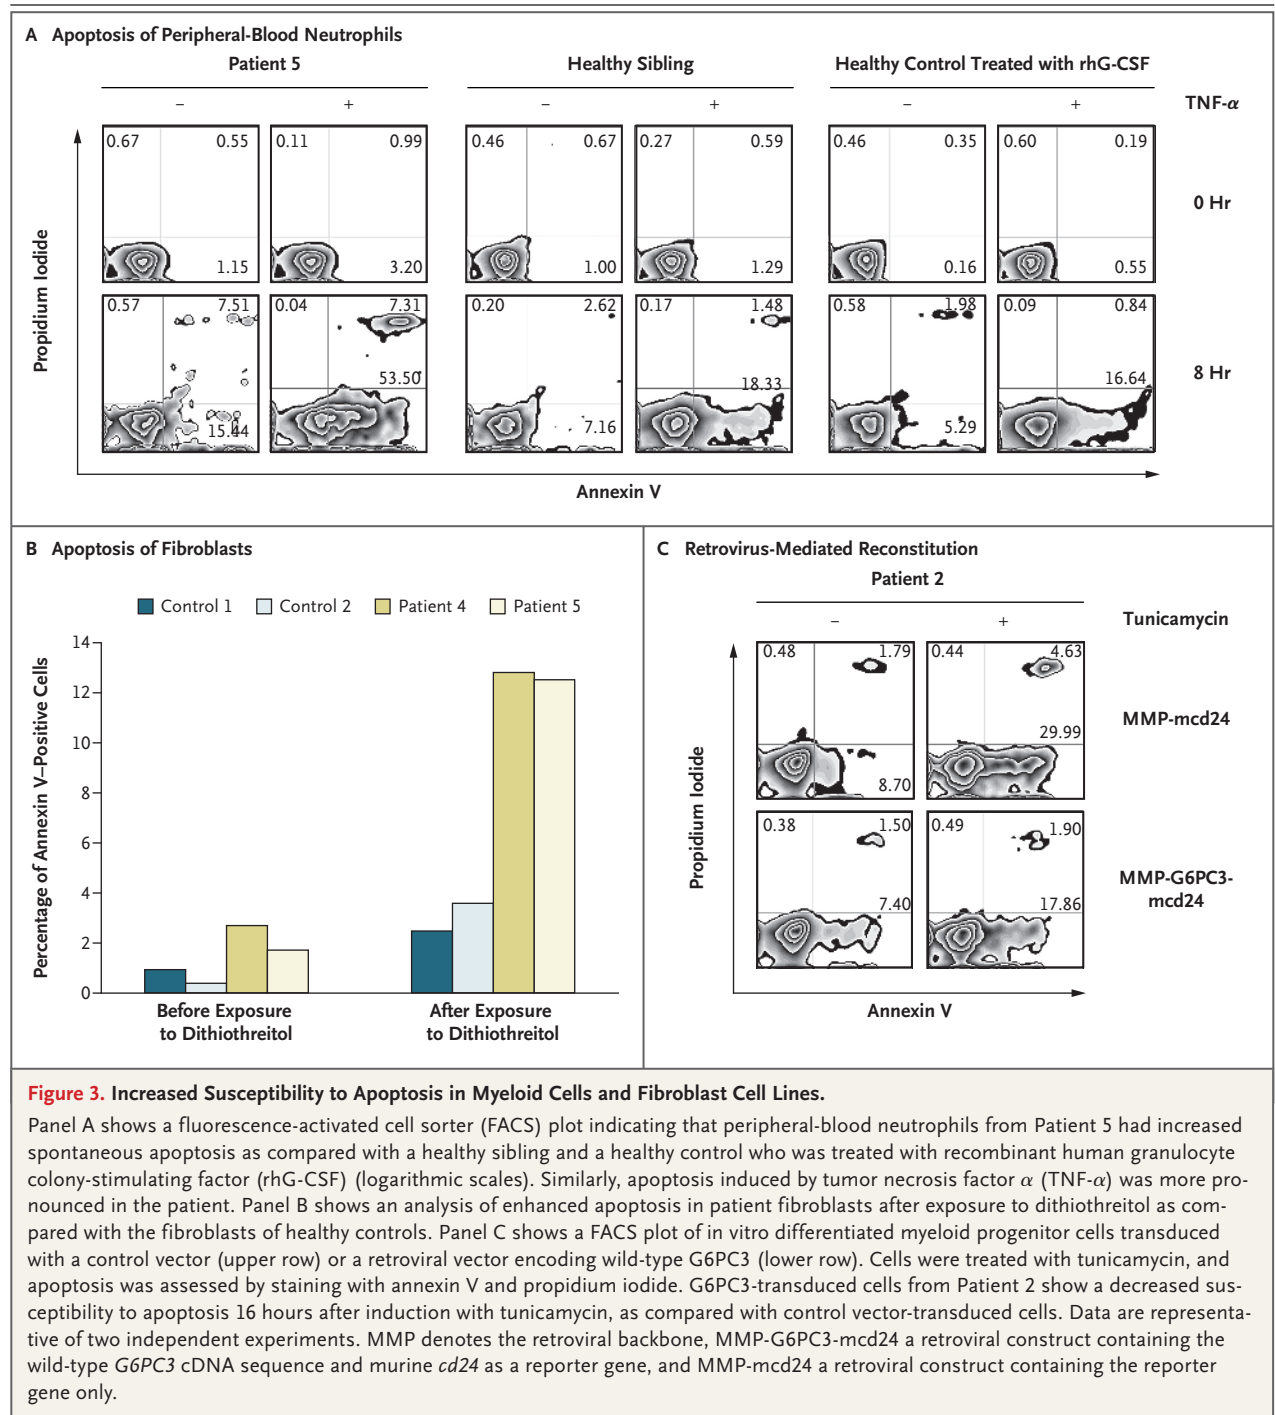 A Apoptosis of Peripheral-Blood Neutrophils
Patient 5 Healthy Sibling Healthy Control Treated with rhG-CSF
– + – + – + TNF-α
0.67 0.55 0.11 0.99 0.46 0.67 0.27 0.59 0.46 0.35 0.60 0.19
0 Hr
1.15 3.20 1.00 1.29 0.16 0.55
0.57 7.51 0.04 7.31 0.20 2.62 0.17 1.48 0.58 1.98 0.09 0.84
8 Hr
53.50 18.33 16.64
15.44 7.16 5.29
Propidium Iodide
Annexin V
B Apoptosis of Fibroblasts
Control 1 Control 2 Patient 4 Patient 5
Percentage of Annexin V–Positive Cells
14
12
10
8
6
4
2
0
Before Exposure
to Dithiothreitol
After Exposure
to Dithiothreitol
C Retrovirus-Mediated Reconstitution
Patient 2
– + Tunicamycin
0.48 1.79 0.44 4.63
MMP-mcd24
29.99
8.70
0.38 1.50 0.49 1.90
MMP-G6PC3-
mcd24
7.40 17.86
Propidium Iodide
Annexin V
Figure 3. Increased Susceptibility to Apoptosis in Myeloid Cells and Fibroblast Cell Lines.
Panel A shows a fluorescence-activated cell sorter (FACS) plot indicating that peripheral-blood neutrophils from Patient 5 had increased
spontaneous apoptosis as compared with a healthy sibling and a healthy control who was treated with recombinant human granulocyte
colony-stimulating factor (rhG-CSF) (logarithmic scales). Similarly, apoptosis induced by tumor necrosis factor α (TNF-α) was more pro-
nounced in the patient. Panel B shows an analysis of enhanced apoptosis in patient fibroblasts after exposure to dithiothreitol as com-
pared with the fibroblasts of healthy controls. Panel C shows a FACS plot of in vitro differentiated myeloid progenitor cells transduced
with a control vector (upper row) or a retroviral vector encoding wild-type G6PC3 (lower row). Cells were treated with tunicamycin, and
apoptosis was assessed by staining with annexin V and propidium iodide. G6PC3-transduced cells from Patient 2 show a decreased sus-
ceptibility to apoptosis 16 hours after induction with tunicamycin, as compared with control vector-transduced cells. Data are representa-
tive of two independent experiments. MMP denotes the retroviral backbone, MMP-G6PC3-mcd24 a retroviral construct containing the
wild-type G6PC3 cDNA sequence and murine cd24 as a reporter gene, and MMP-mcd24 a retroviral construct containing the reporter
gene only.